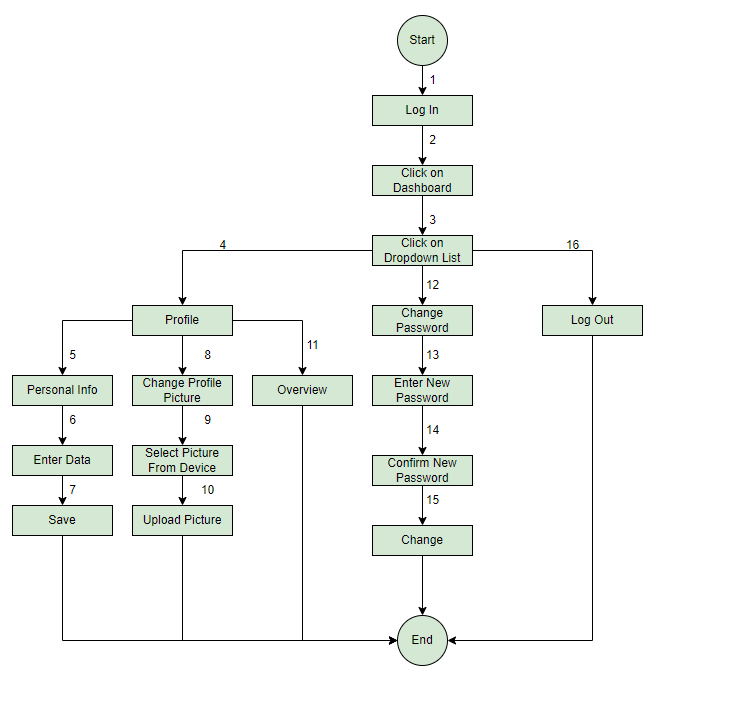 Start
1
Log In
2
Click on
Dashboard
3
4
Click on
Dropdown List
16
12
Profile
Change
Password
Log Out
5
8
11
13
Personal Info
Change Profile
Picture
Overview
Enter New
Password
6
9
14
Enter Data
Select Picture
From Device
Confirm New
Password
7
10
15
Save
Upload Picture
Change
End